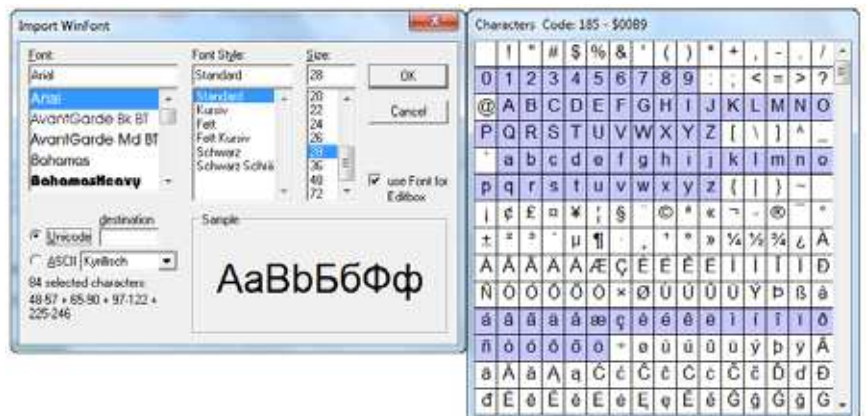 Import WinFont
Font:
Arial
Arial
AvantGarde Bk BT
AvantGarde Md BT
Bahamas
BahamasHeavy
Font Style:
Standard
Standard
Kursiv
Fett
Fett Kursiv
Schwarz
Schwarz Schrä
Size:
28
20
22
24
26
28
36
48
72
OK
Cancel
use Font for
Editbox
destination
Unicode
ASCII Kyrillisch
84 selected characters
48-57 + 65-90 + 97-122 +
225-246
Sample
AaBbБбФф
Characters Code: 185 - $00B9
! " # $ % & ' ( ) * + , - . /
0 1 2 3 4 5 6 7 8 9 : ; < = > ?
@ A B C D E F G H I J K L M N O
P Q R S T U V W X Y Z [ \ ] ^ _
` a b c d e f g h i j k l m n o
p q r s t u v w x y z { | } ~
¡ ¢ £ ¤ ¥ ¦ § ¨ © ª « ¬ - ® ¯ °
± ² ³ ´ µ ¶ · ¸ ¹ º » ¼ ½ ¾ ¿ À
Á Â Ã Ä Å Æ Ç È É Ê Ë Ì Í Î Ï Ð
Ñ Ò Ó Ô Õ Ö × Ø Ù Ú Û Ü Ý Þ ß à
á â ã ä å æ ç è é ê ë ì í î ï ð
ñ ò ó ô õ ö ÷ ø ù ú û ü ý þ ÿ Ā
ā Ă ă Ą ą Ć ć Ĉ ĉ Ċ ċ Č č Ď ď Đ
đ Ē ē Ĕ ĕ Ė ė Ę ę Ě ě Ĝ ĝ Ğ ğ Ġ